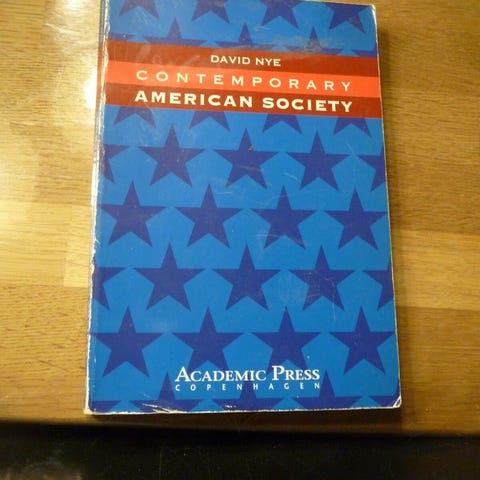 DAVID NYE
CONTEMPORARY
AMERICAN SOCIETY
ACADEMIC PRESS
COPENHAGEN